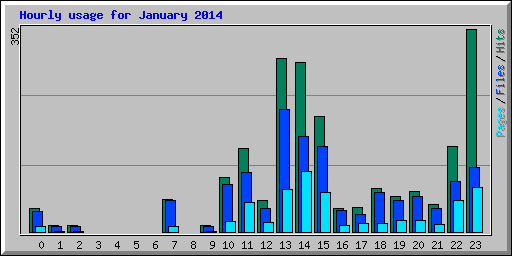 Hourly usage for January 2014
352
Pages/Files/Hits
0 1 2 3 4 5 6 7 8 9 10 11 12 13 14 15 16 17 18 19 20 21 22 23